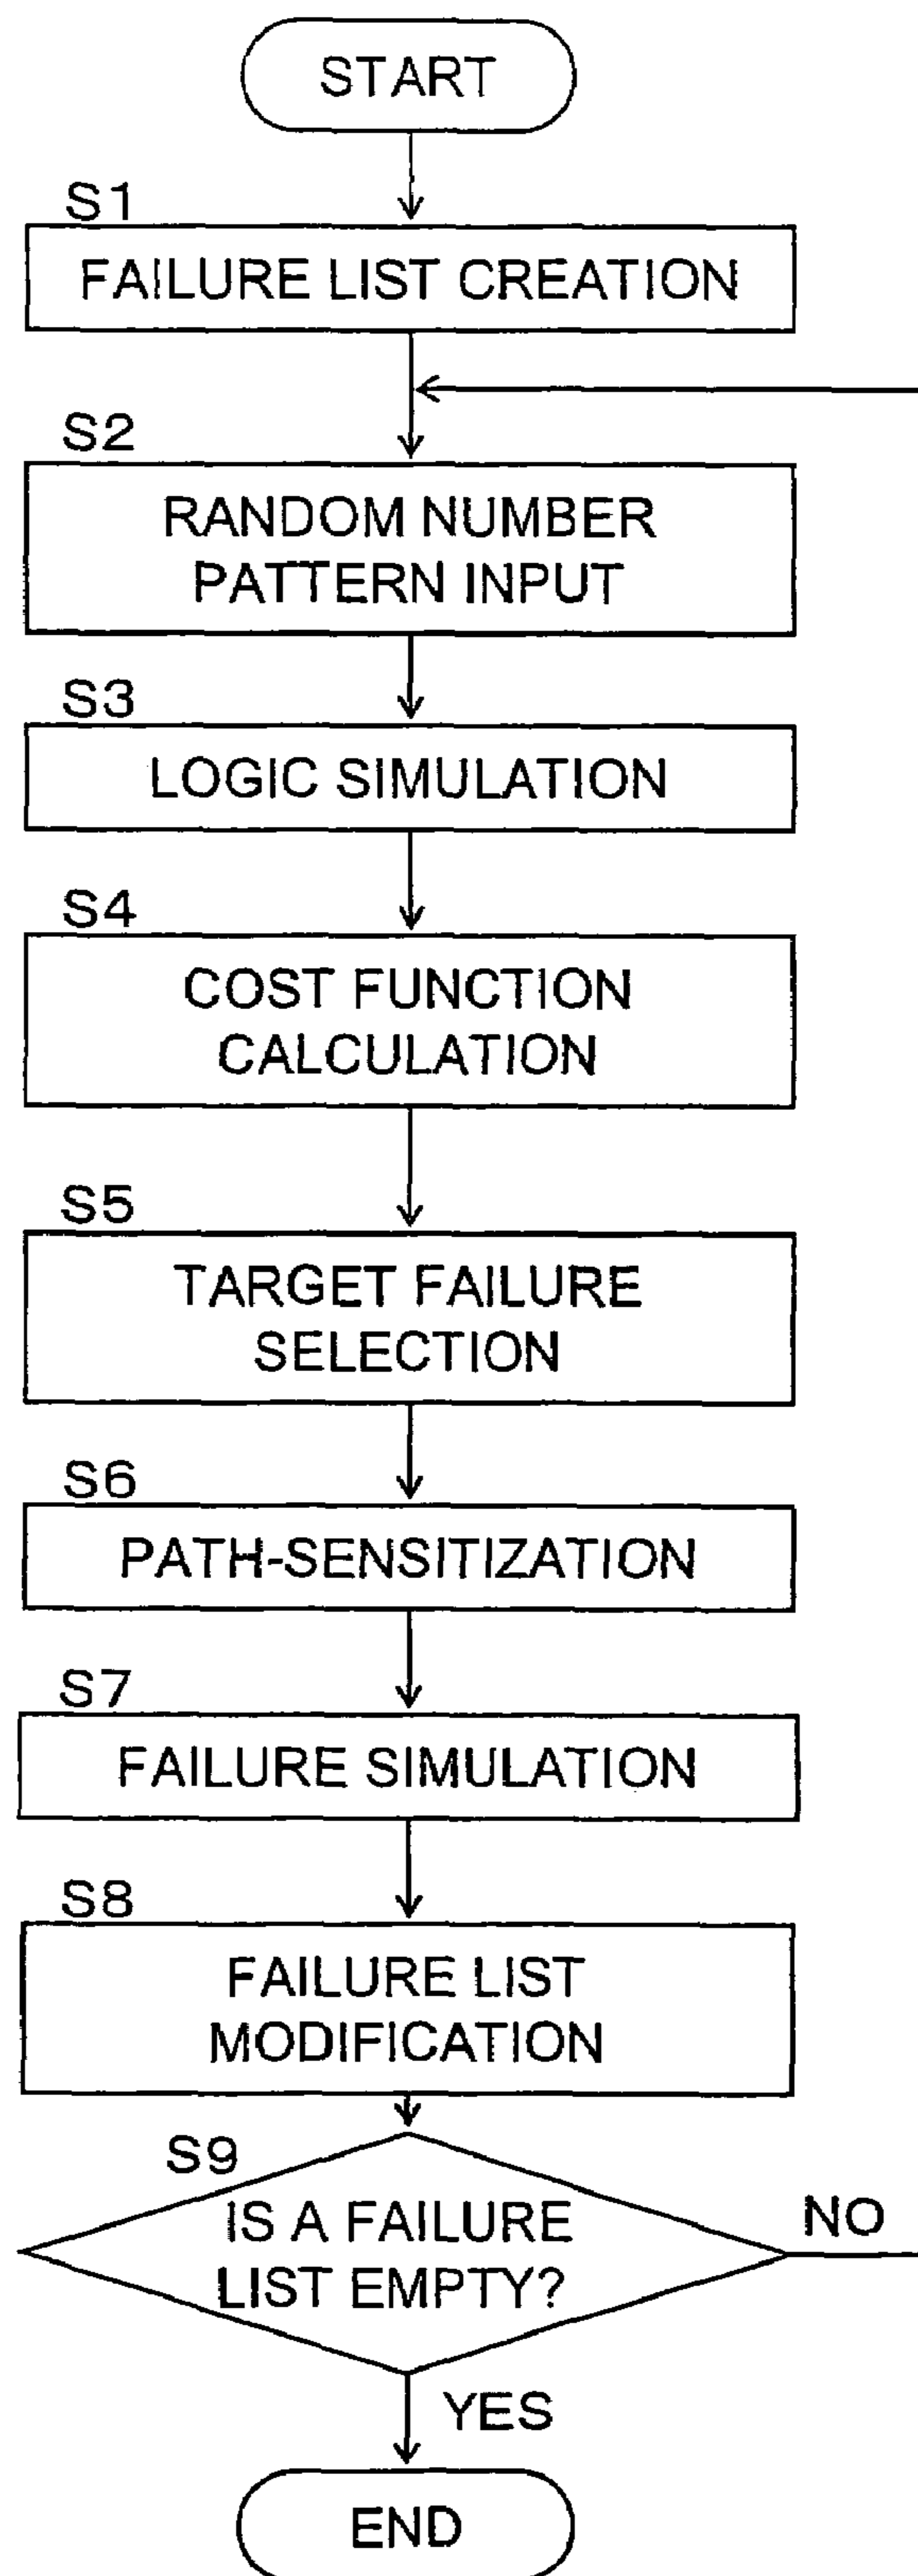 START
S1
FAILURE LIST CREATION
S2
RANDOM NUMBER
PATTERN INPUT
S3
LOGIC SIMULATION
S4
COST FUNCTION
CALCULATION
S5
TARGET FAILURE
SELECTION
S6
PATH-SENSITIZATION
S7
FAILURE SIMULATION
S8
FAILURE LIST
MODIFICATION
S9
IS A FAILURE
LIST EMPTY?
NO
YES
END